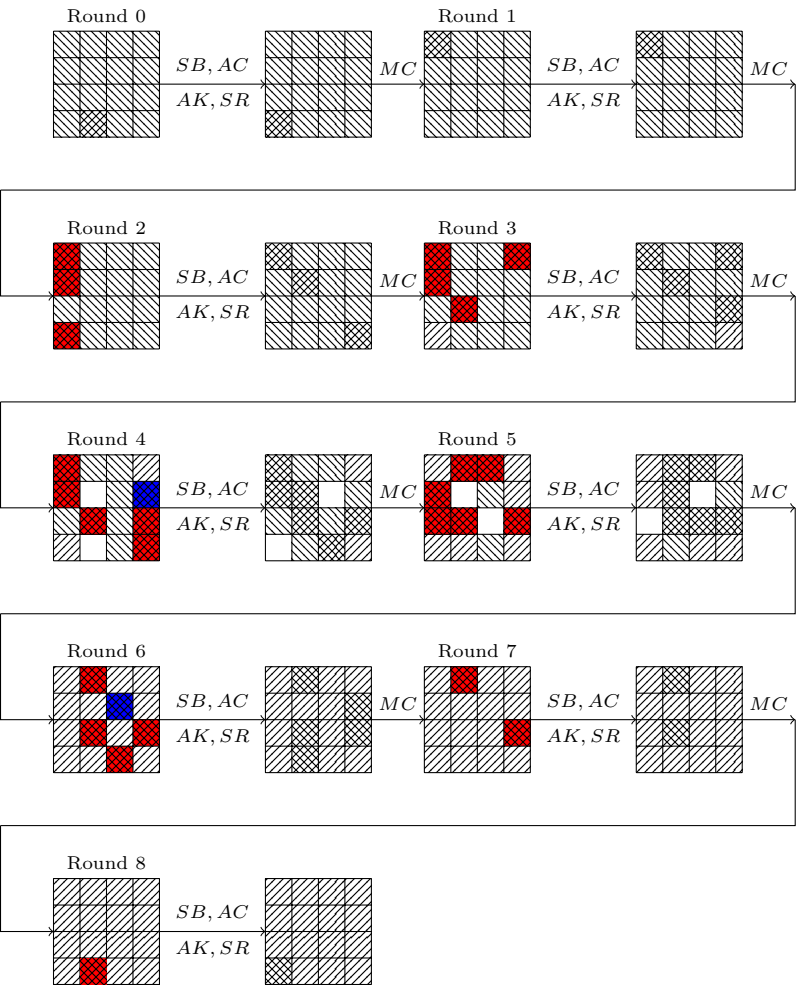 Round 0
Round 1
SB, AC
MC
SB, AC
MC
AK, SR
AK, SR
Round 2
Round 3
SB, AC
MC
SB, AC
MC
AK, SR
AK, SR
Round 4
Round 5
SB, AC
MC
SB, AC
MC
AK, SR
AK, SR
Round 6
Round 7
SB, AC
MC
SB, AC
MC
AK, SR
AK, SR
Round 8
SB, AC
AK, SR